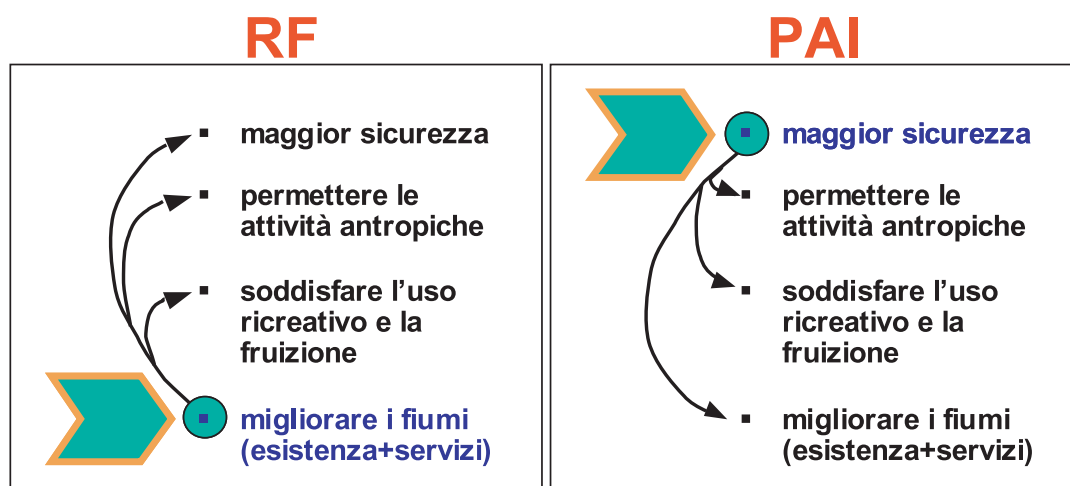 RF
maggior sicurezza
permettere le
attività antropiche
soddisfare l'uso
ricreativo e la
fruizione
migliorare i fiumi
(esistenza+servizi)
PAI
maggior sicurezza
permettere le
attività antropiche
soddisfare l'uso
ricreativo e la
fruizione
migliorare i fiumi
(esistenza+servizi)